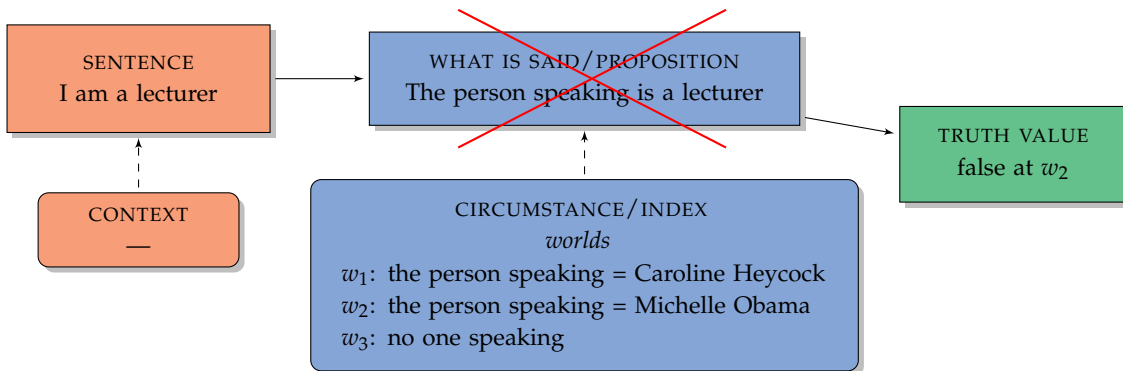 SENTENCE
I am a lecturer
WHAT IS SAID/PROPOSITION
The person speaking is a lecturer
TRUTH VALUE
false at w₂
CONTEXT
—
CIRCUMSTANCE/INDEX
worlds
w₁: the person speaking = Caroline Heycock
w₂: the person speaking = Michelle Obama
w₃: no one speaking